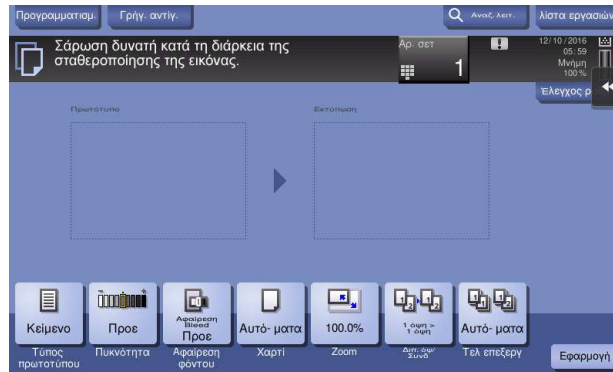 Προγραμματισμ.
Γρήγ. αντίγ.
Αναζ. λειτ.
λίστα εργασιών
Σάρωση δυνατή κατά τη διάρκεια της
σταθεροποίησης της εικόνας.
Αρ. σετ
1
12/10/2016
05:59
Μνήμη
100%
Έλεγχος ρ
Πρωτότυπο
Εκτύπωση
Κείμενο
Προε
Αφαίρεση
Bleed
Προε
Αυτό- ματα
100.0%
1 όψη >
1 όψη
Αυτό- ματα
Τύπος
πρωτοτύπου
Πυκνότητα
Αφαίρεση
φόντου
Χαρτί
Zoom
Διπ. όψ/
Συνδ
Τελ επεξεργ
Εφαρμογή